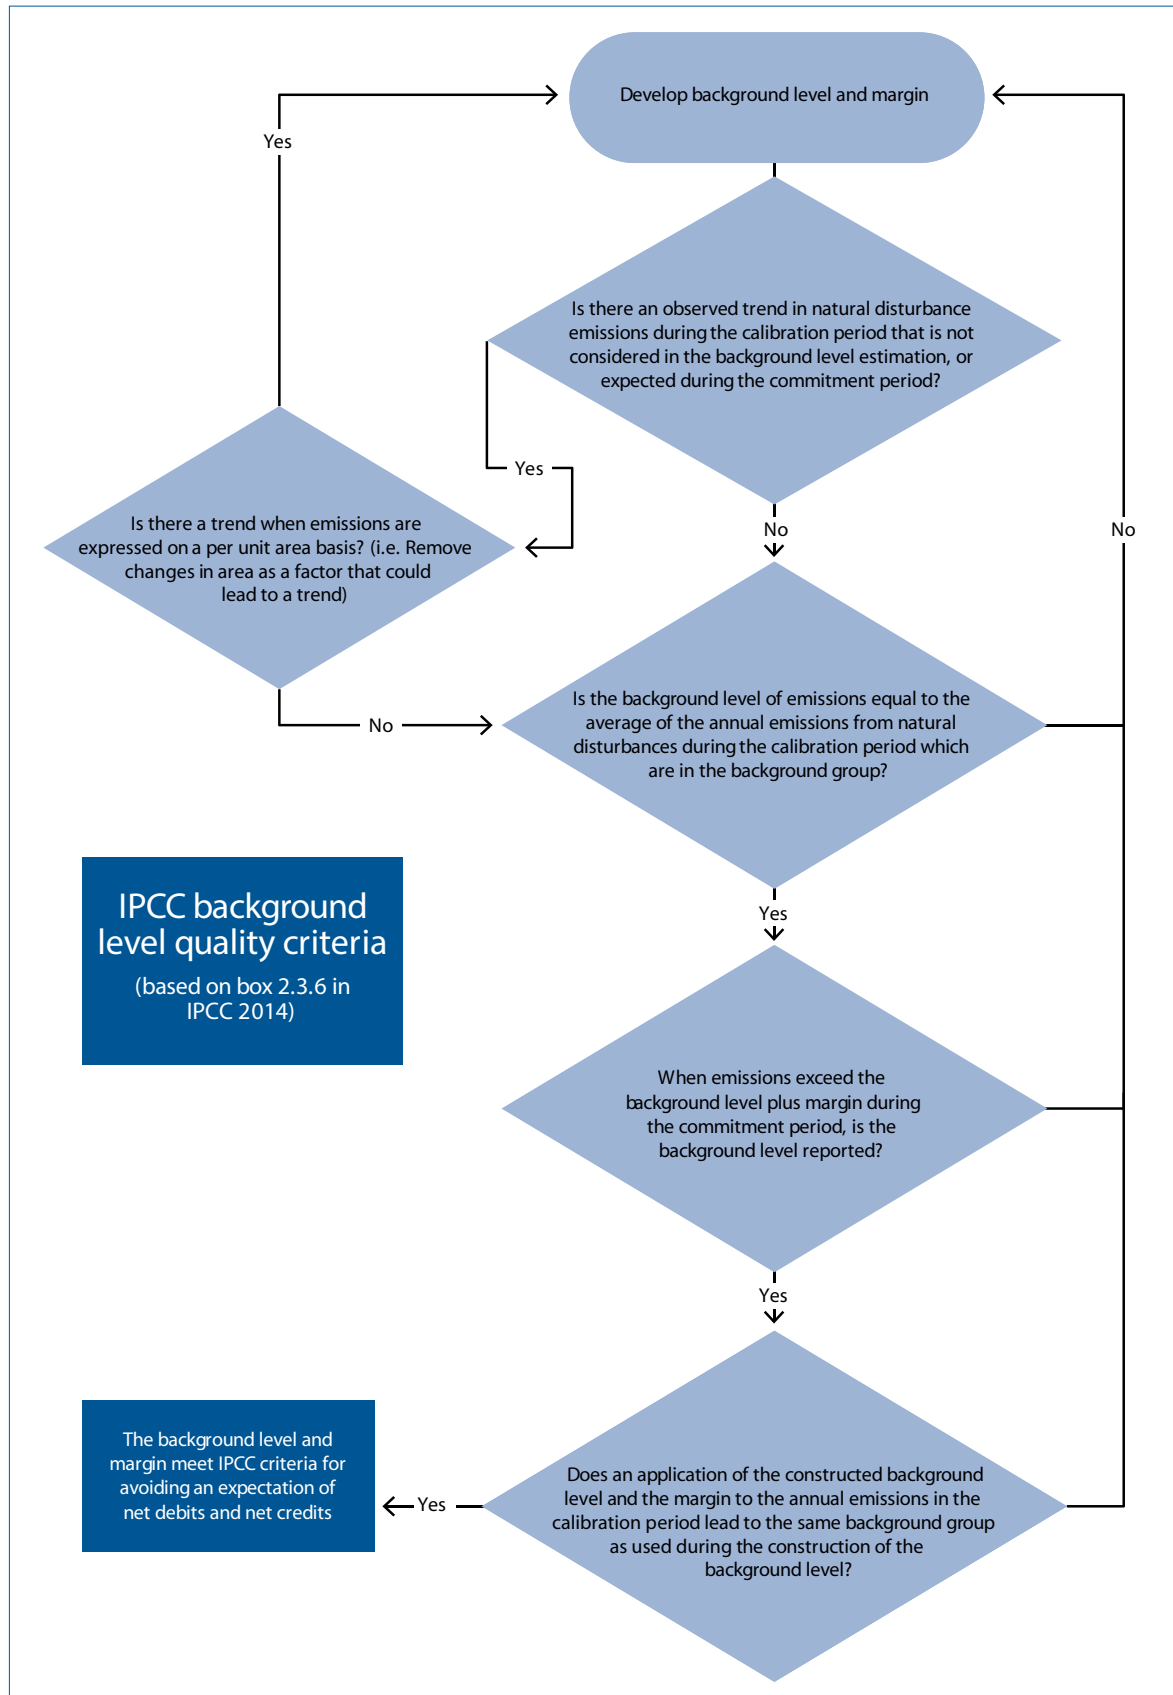 Develop background level and margin
Yes
Is there an observed trend in natural disturbance
emissions during the calibration period that is not
considered in the background level estimation, or
expected during the commitment period?
Yes
No
No
Is there a trend when emissions are
expressed on a per unit area basis? (i.e. Remove
changes in area as a factor that could
lead to a trend)
No
Is the background level of emissions equal to the
average of the annual emissions from natural
disturbances during the calibration period which
are in the background group?
Yes
IPCC background
level quality criteria
(based on box 2.3.6 in
IPCC 2014)
When emissions exceed the
background level plus margin during
the commitment period, is the
background level reported?
Yes
Does an application of the constructed background
level and the margin to the annual emissions in the
calibration period lead to the same background group
as used during the construction of the
background level?
Yes
The background level and
margin meet IPCC criteria for
avoiding an expectation of
net debits and net credits